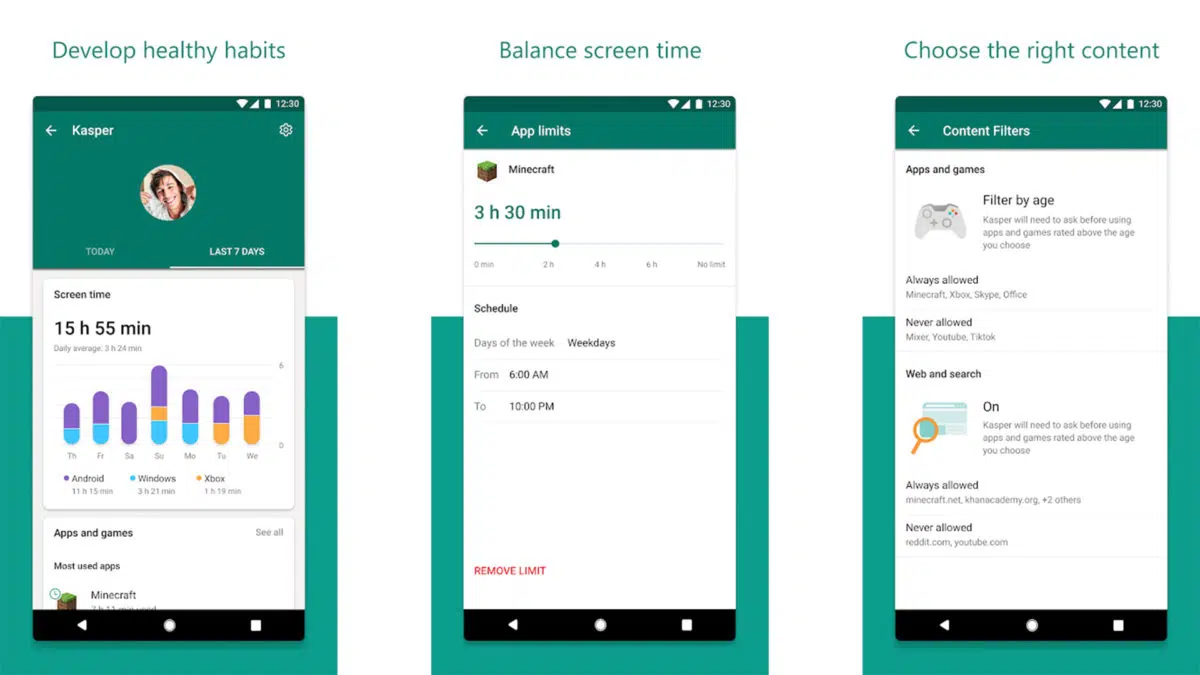 Develop healthy habits
12:30
Kasper
TODAY
LAST 7 DAYS
Screen time
15 h 55 min
Daily average: 3 h 24 min
6
0
Th Fr Sa Su Mo Tu We
Android Windows Xbox
11 h 15 min 3 h 21 min 1 h 19 min
Apps and games See all
Most used apps
Minecraft
7 h 11 min used
Balance screen time
12:30
App limits
Minecraft
3 h 30 min
0 min 2 h 4 h 6 h No limit
Schedule
Days of the week Weekdays
From 6:00 AM
To 10:00 PM
REMOVE LIMIT
Choose the right content
12:30
Content Filters
Apps and games
Filter by age
Kasper will need to ask before using
apps and games rated above the age
you choose
Always allowed
Minecraft, Xbox, Skype, Office
Never allowed
Mixer, Youtube, Tiktok
Web and search
On
Kasper will need to ask before using
apps and games rated above the age
you choose
Always allowed
minecraft.net, khanacademy.org, +2 others
Never allowed
reddit.com, youtube.com